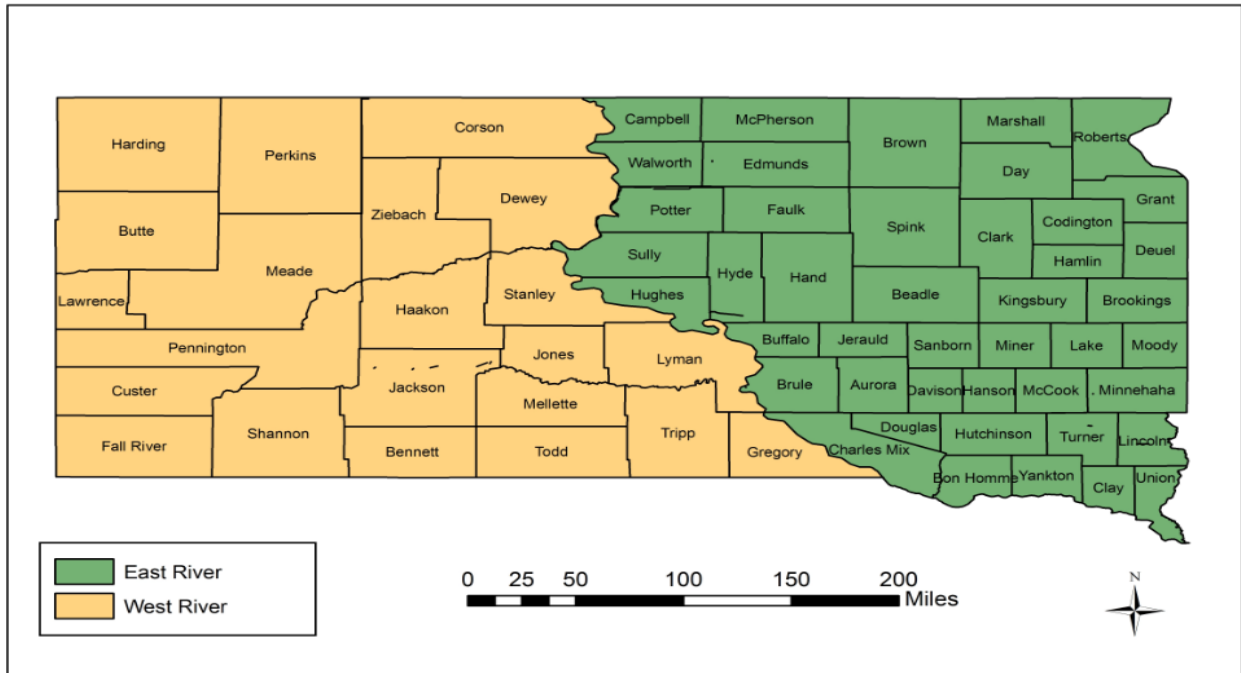 Harding
Perkins
Corson
Campbell
McPherson
Brown
Marshall
Roberts
Walworth
Edmunds
Day
Dewey
Ziebach
Butte
Potter
Faulk
Spink
Clark
Codington
Grant
Meade
Sully
Hyde
Hand
Hamlin
Deuel
Lawrence
Haakon
Stanley
Hughes
Beadle
Kingsbury
Brookings
Pennington
Jones
Lyman
Buffalo
Jerauld
Sanborn
Miner
Lake
Moody
Custer
Jackson
Brule
Aurora
Davison
Hanson
McCook
Minnehaha
Mellette
Fall River
Shannon
Bennett
Todd
Tripp
Gregory
Charles Mix
Douglas
Hutchinson
Turner
Lincoln
Bon Homme
Yankton
Clay
Union
East River
West River
0 25 50 100 150 200
Miles
N